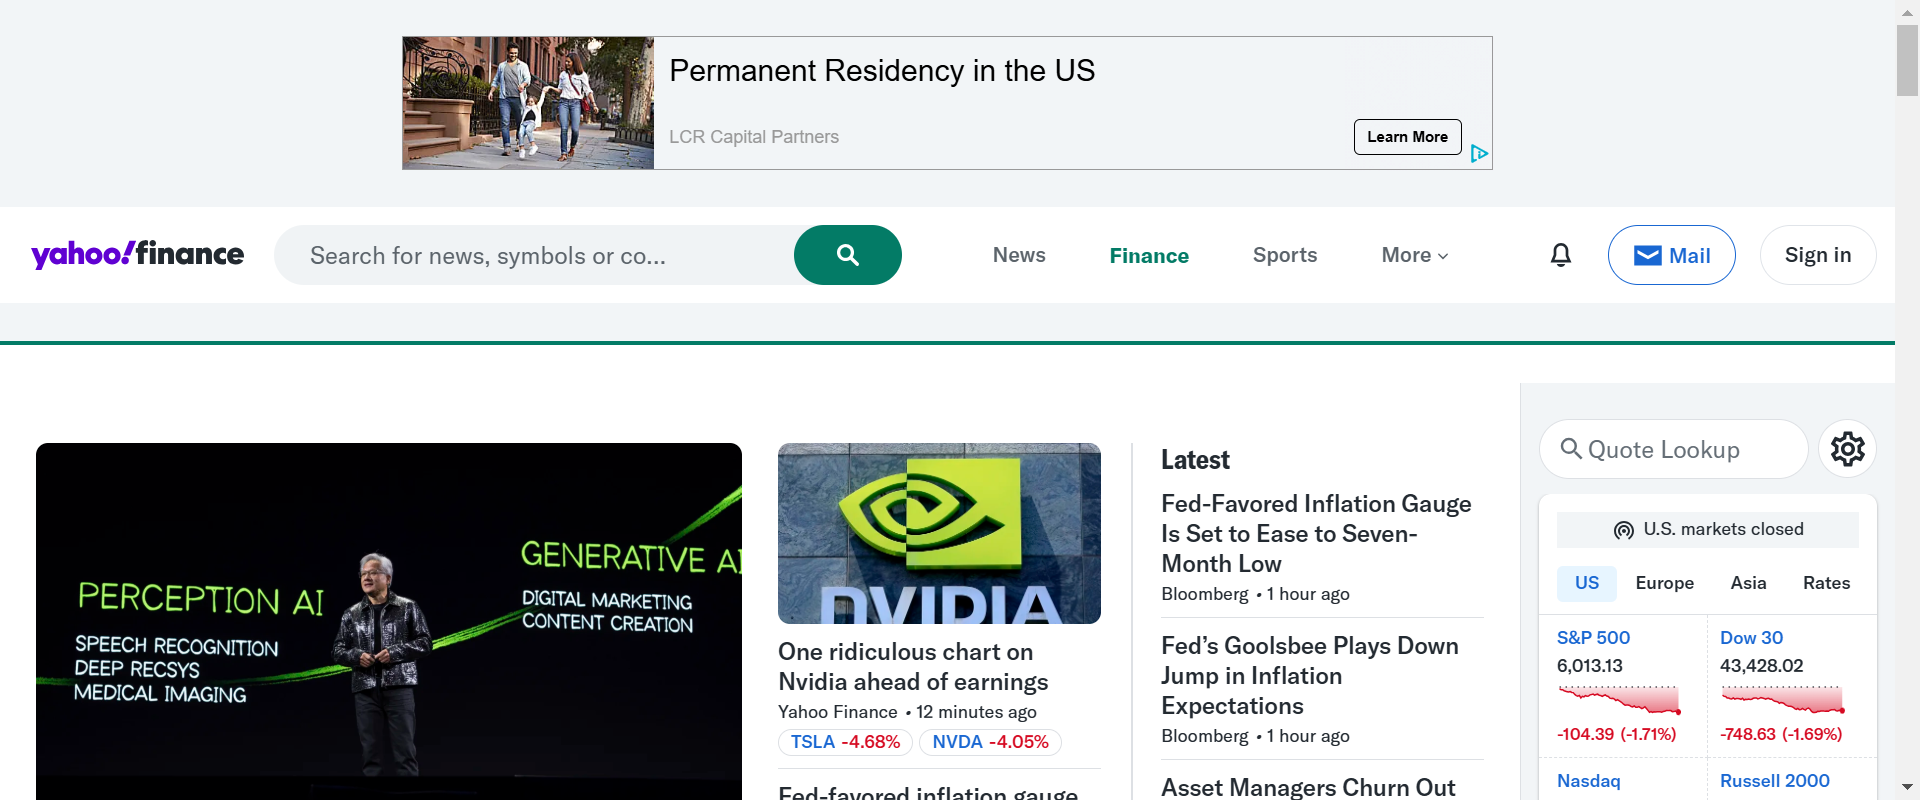 Permanent Residency in the US
LCR Capital Partners
Learn More
yahoo!finance
Search for news, symbols or co...
News
Finance
Sports
More
Mail
Sign in
PERCEPTION AI
SPEECH RECOGNITION
DEEP RECSYS
MEDICAL IMAGING
GENERATIVE AI
DIGITAL MARKETING
CONTENT CREATION
NVIDIA
One ridiculous chart on
Nvidia ahead of earnings
Yahoo Finance • 12 minutes ago
TSLA -4.68% NVDA -4.05%
Fed-favored inflation gauge
Latest
Fed-Favored Inflation Gauge
Is Set to Ease to Seven-
Month Low
Bloomberg • 1 hour ago
Fed's Goolsbee Plays Down
Jump in Inflation
Expectations
Bloomberg • 1 hour ago
Asset Managers Churn Out
Quote Lookup
U.S. markets closed
US Europe Asia Rates
S&P 500
6,013.13
-104.39 (-1.71%)
Dow 30
43,428.02
-748.63 (-1.69%)
Nasdaq
Russell 2000